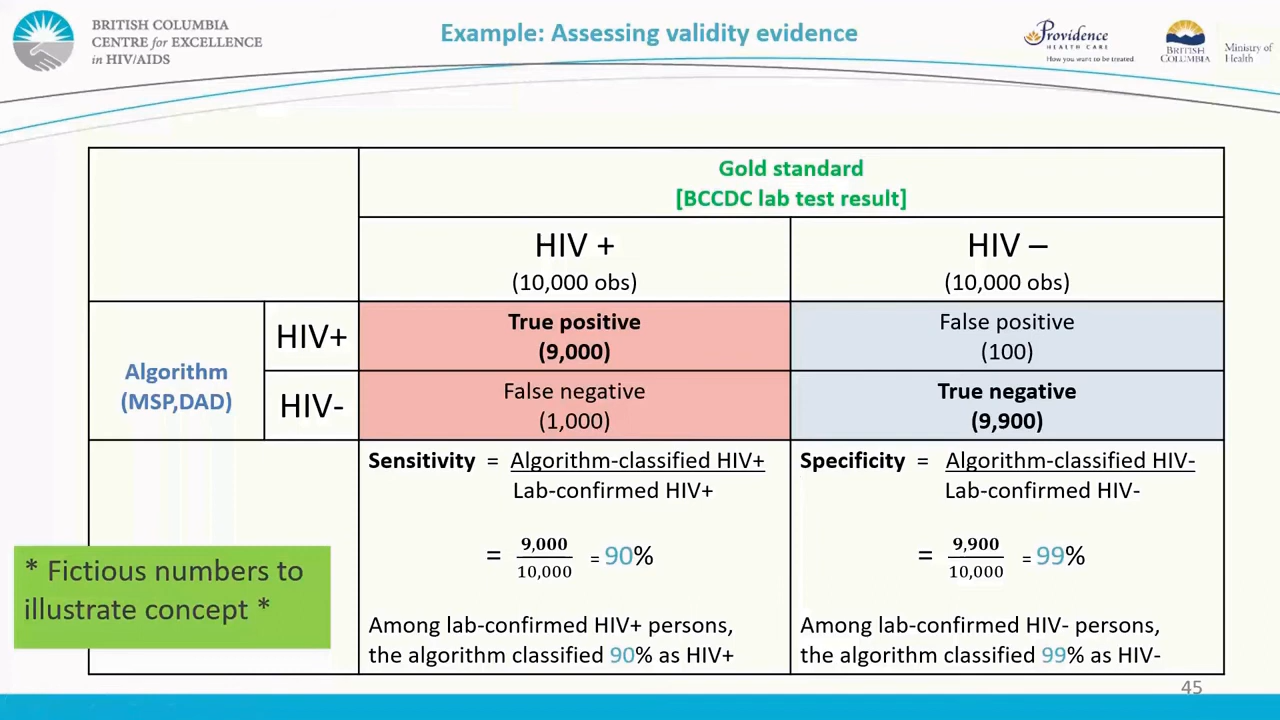 BRITISH COLUMBIA
CENTRE for EXCELLENCE
in HIV/AIDS
Example: Assessing validity evidence
Providence
HEALTH CARE
How you want to be treated.
BRITISH
COLUMBIA
Ministry of
Health
Gold standard
[BCCDC lab test result]
HIV +
(10,000 obs)
HIV –
(10,000 obs)
Algorithm
(MSP,DAD)
HIV+
True positive
(9,000)
False positive
(100)
HIV-
False negative
(1,000)
True negative
(9,900)
Sensitivity = Algorithm-classified HIV+
Lab-confirmed HIV+
= 9,000 / 10,000 = 90%
Among lab-confirmed HIV+ persons,
the algorithm classified 90% as HIV+
Specificity = Algorithm-classified HIV-
Lab-confirmed HIV-
= 9,900 / 10,000 = 99%
Among lab-confirmed HIV- persons,
the algorithm classified 99% as HIV-
* Fictious numbers to
illustrate concept *
45